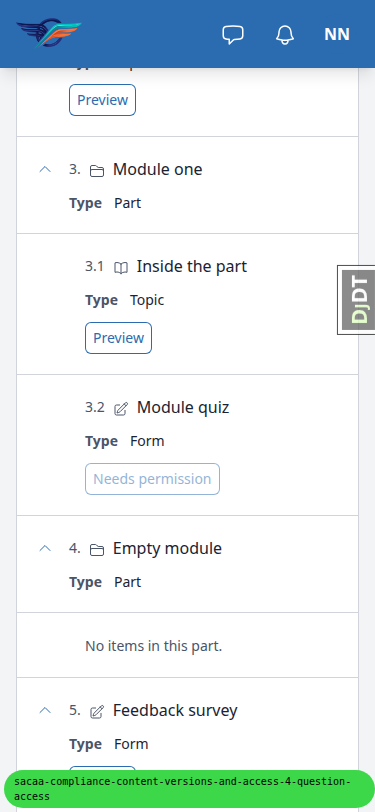 NN
Preview
3. Module one
Type Part
3.1 Inside the part
Type Topic
Preview
DJDT
3.2 Module quiz
Type Form
Needs permission
4. Empty module
Type Part
No items in this part.
5. Feedback survey
Type Form
sacaa-compliance-content-versions-and-access-4-question-
access